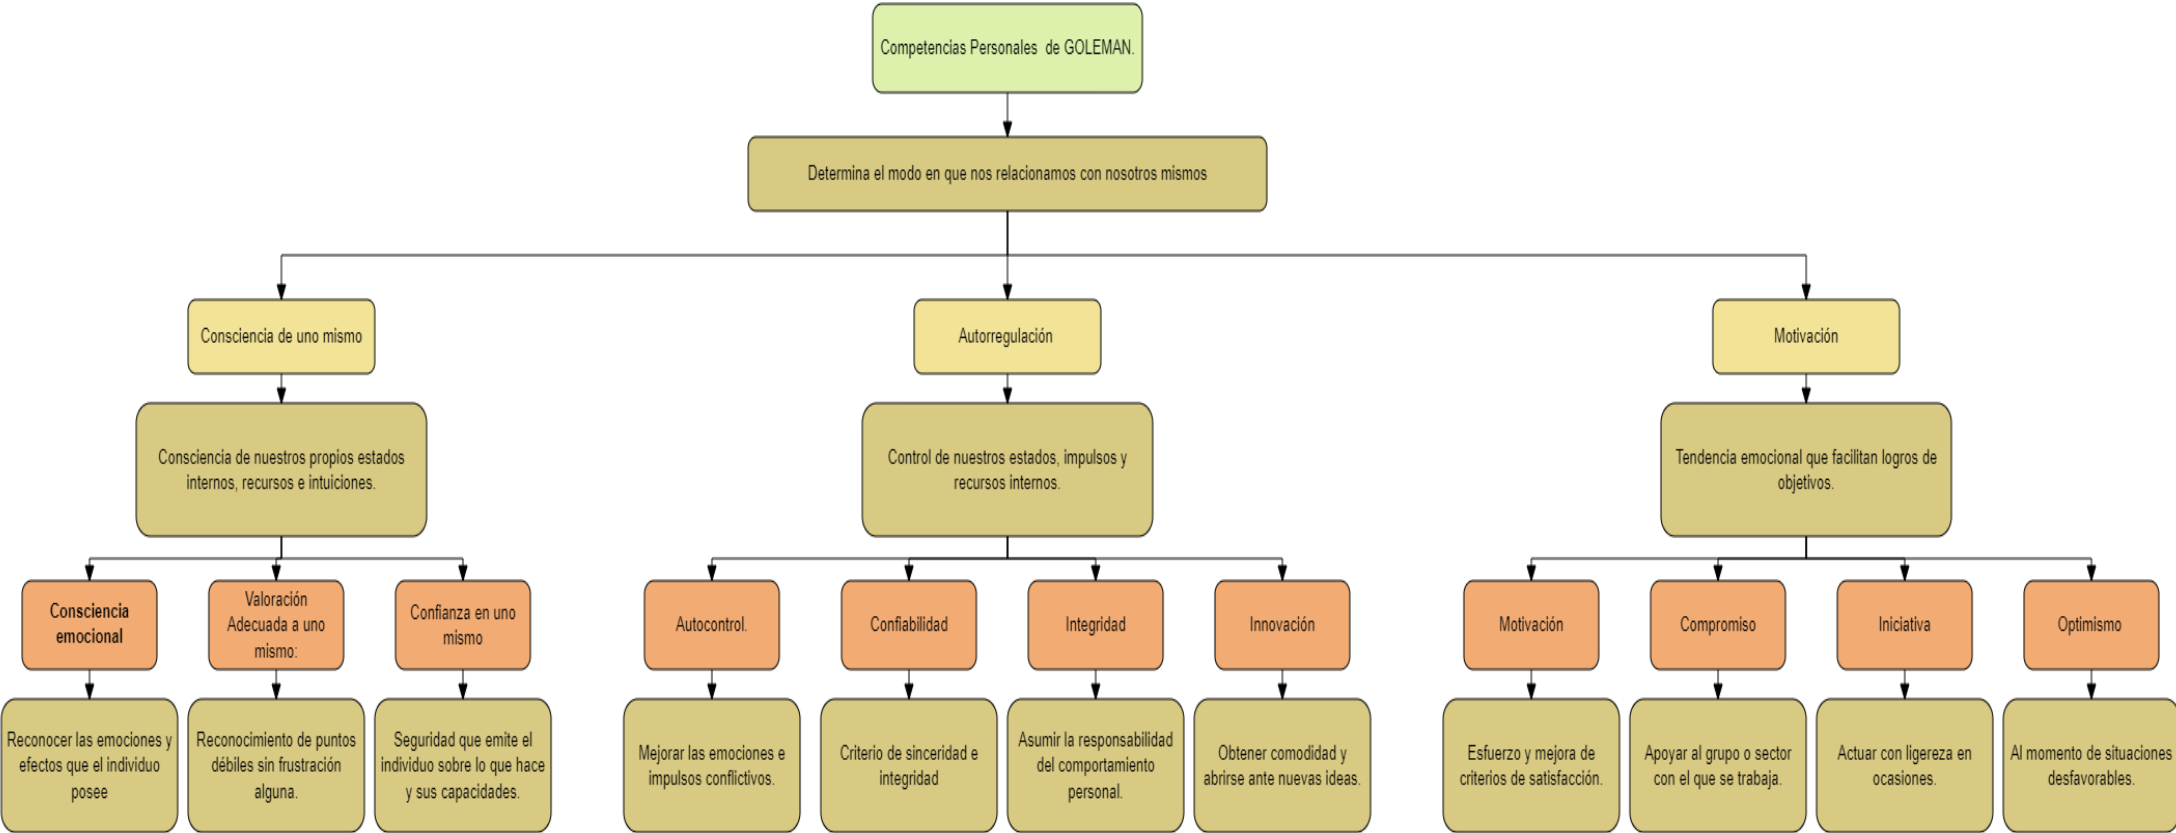 Competencias Personales de GOLEMAN.
Determina el modo en que nos relacionamos con nosotros mismos
Consciencia de uno mismo
Autorregulación
Motivación
Consciencia de nuestros propios estados
internos, recursos e intuiciones.
Control de nuestros estados, impulsos y
recursos internos.
Tendencia emocional que facilitan logros de
objetivos.
Consciencia
emocional
Valoración
Adecuada a uno
mismo:
Confianza en uno
mismo
Autocontrol.
Confiabilidad
Integridad
Innovación
Motivación
Compromiso
Iniciativa
Optimismo
Reconocer las emociones y
efectos que el individuo
posee
Reconocimiento de puntos
débiles sin frustración
alguna.
Seguridad que emite el
individuo sobre lo que hace
y sus capacidades.
Mejorar las emociones e
impulsos conflictivos.
Criterio de sinceridad e
integridad
Asumir la responsabilidad
del comportamiento
personal.
Obtener comodidad y
abrirse ante nuevas ideas.
Esfuerzo y mejora de
criterios de satisfacción.
Apoyar al grupo o sector
con el que se trabaja.
Actuar con ligereza en
ocasiones.
Al momento de situaciones
desfavorables.